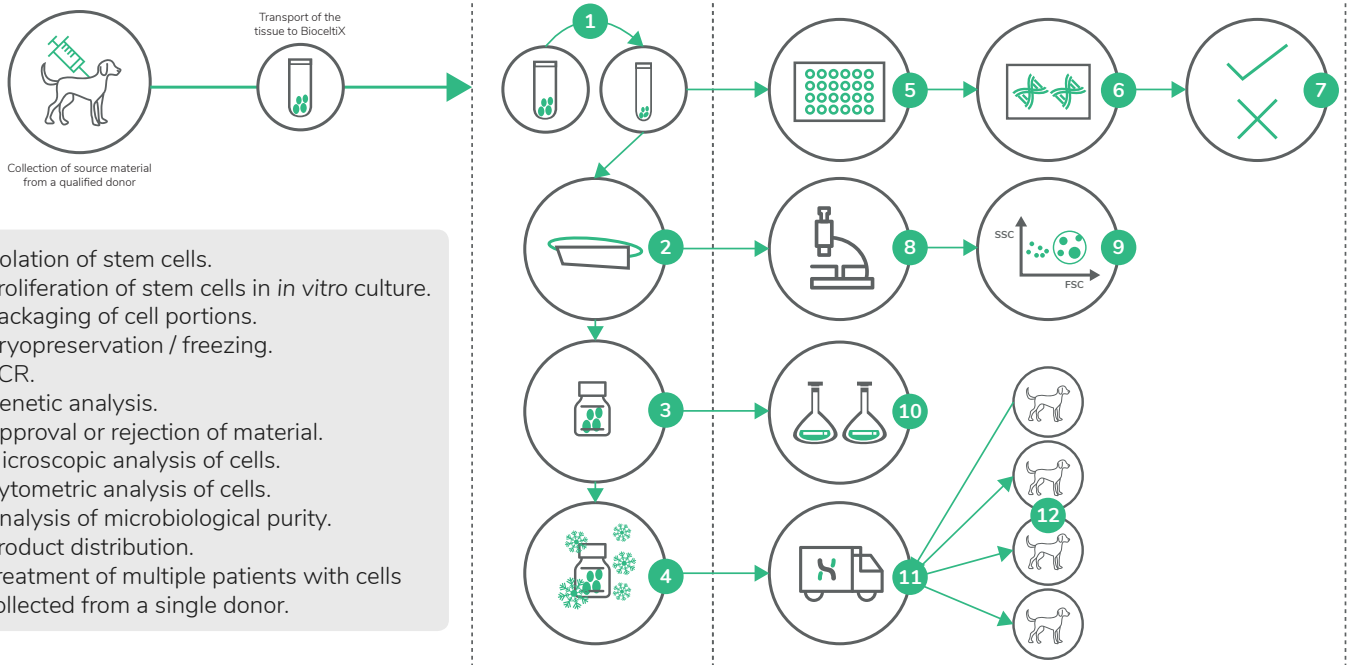 Transport of the
tissue to BioceltiX
Collection of source material
from a qualified donor
1
5
6
7
2
8
SSC
FSC
9
3
10
4
11
12
olation of stem cells.
roliferation of stem cells in in vitro culture.
ackaging of cell portions.
ryopreservation / freezing.
CR.
enetic analysis.
pproval or rejection of material.
icroscopic analysis of cells.
ytometric analysis of cells.
nalysis of microbiological purity.
roduct distribution.
reatment of multiple patients with cells
ollected from a single donor.